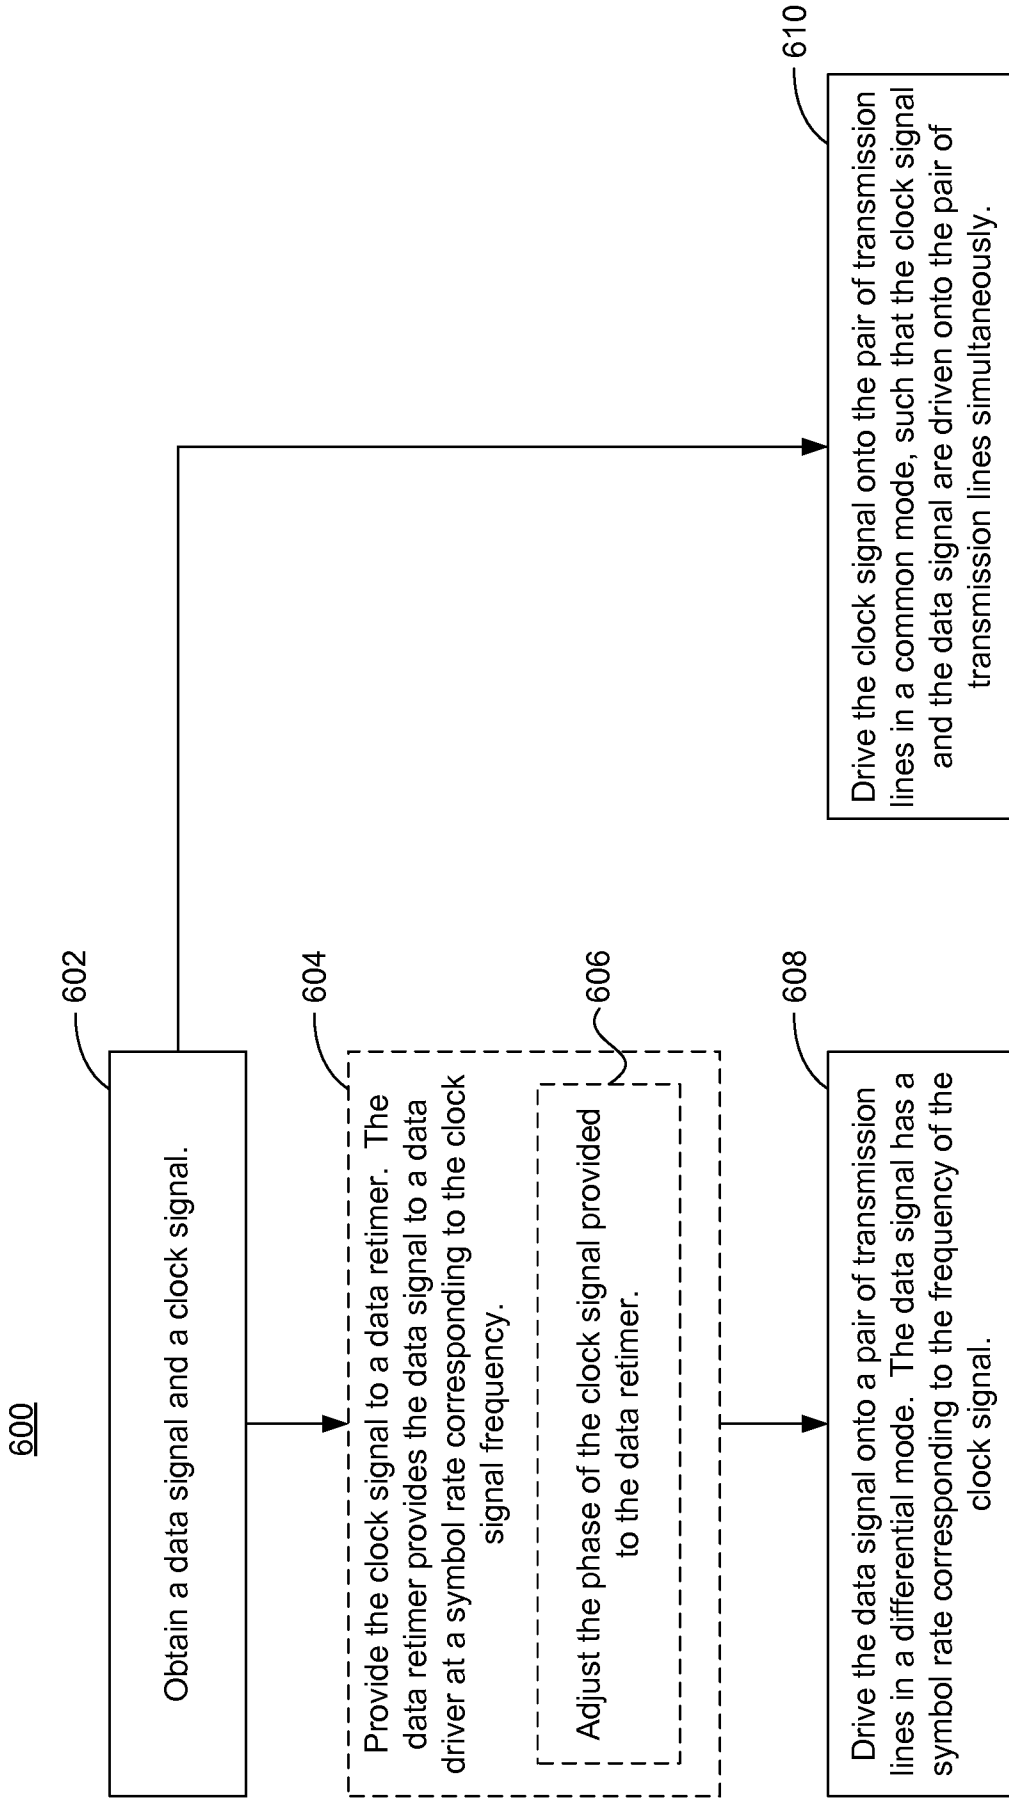 600
602
Obtain a data signal and a clock signal.
604
Provide the clock signal to a data retimer. The
data retimer provides the data signal to a data
driver at a symbol rate corresponding to the clock
signal frequency.
606
Adjust the phase of the clock signal provided
to the data retimer.
608
Drive the data signal onto a pair of transmission
lines in a differential mode. The data signal has a
symbol rate corresponding to the frequency of the
clock signal.
610
Drive the clock signal onto the pair of transmission
lines in a common mode, such that the clock signal
and the data signal are driven onto the pair of
transmission lines simultaneously.